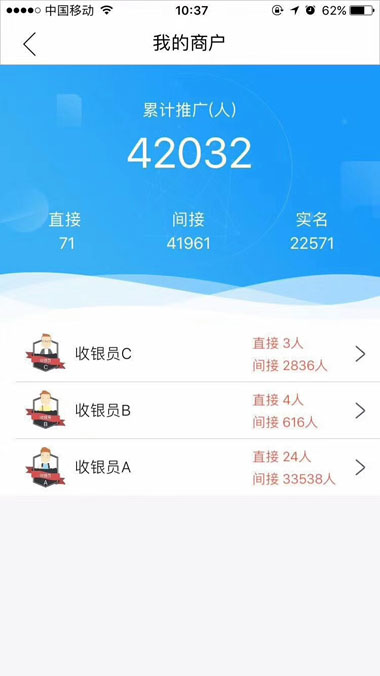 中国移动 10:37 62%
我的商户
累计推广(人)
42032
直接 间接 实名
71 41961 22571
收银员C
直接 3人
间接 2836人
C
收银员B
直接 4人
间接 616人
B
收银员A
直接 24人
间接 33538人
A